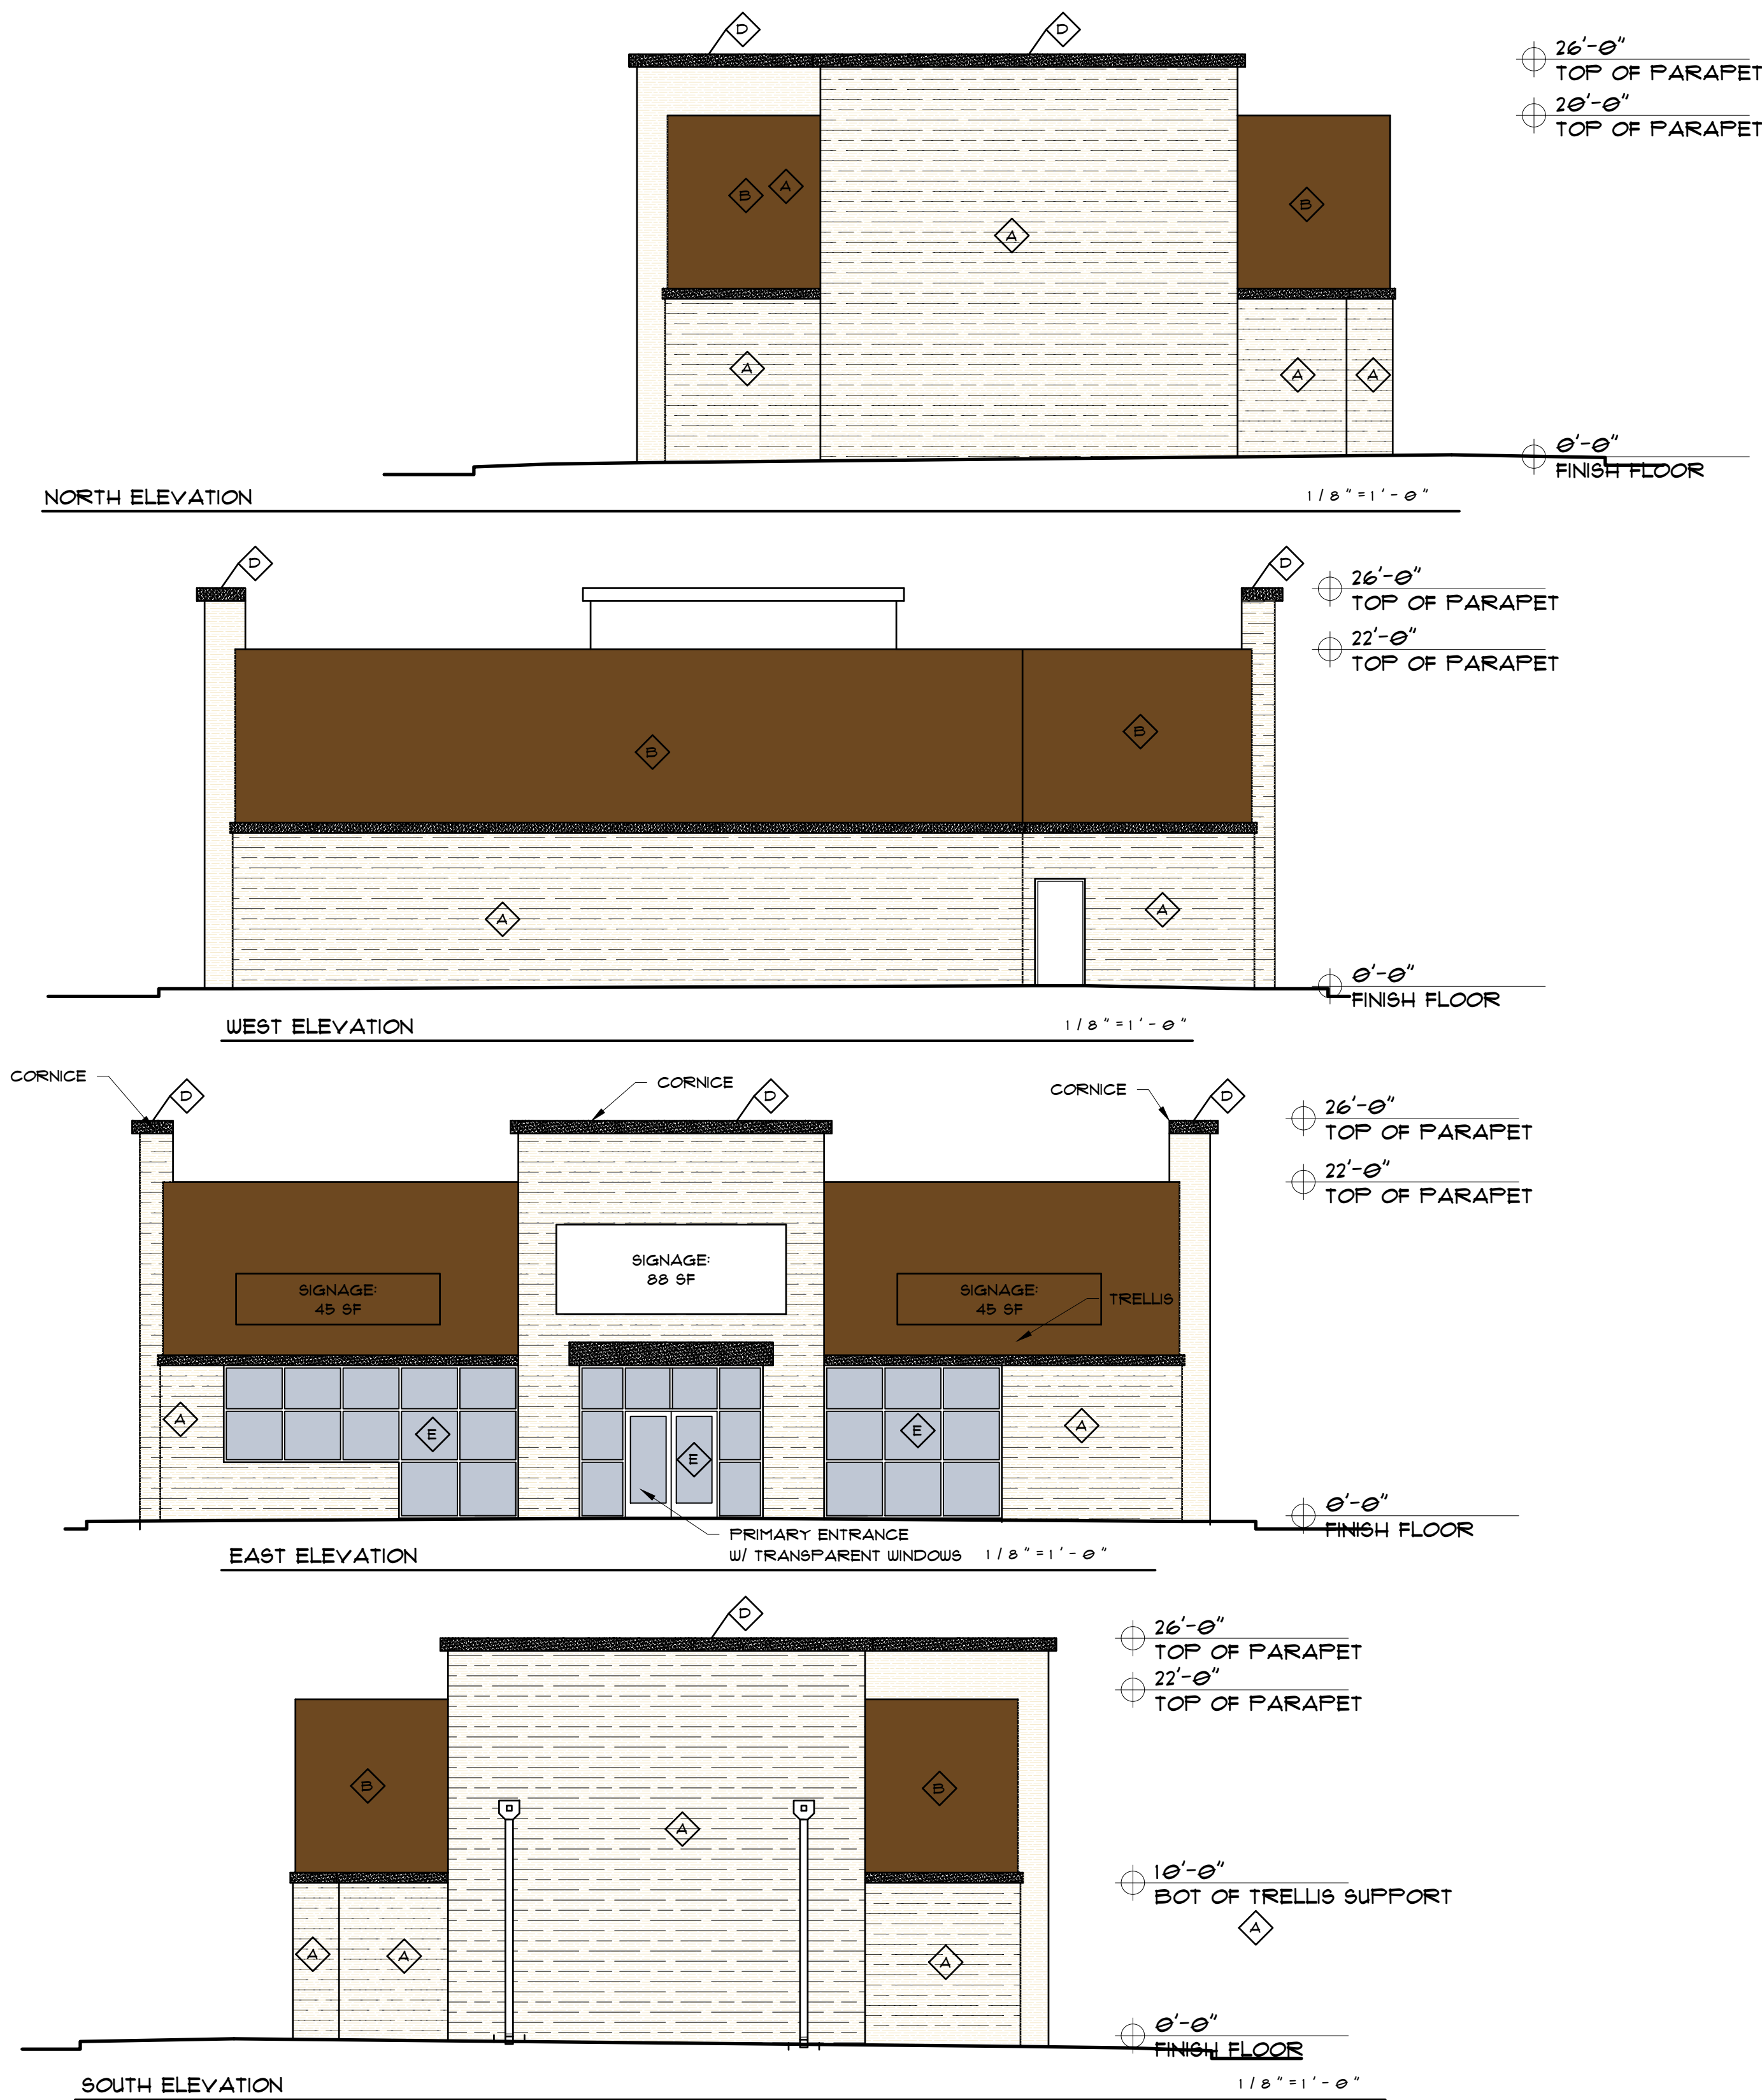 D D
26'-0"
TOP OF PARAPET
20'-0"
TOP OF PARAPET
B A A B
A A A
0'-0"
FINISH FLOOR
NORTH ELEVATION 1/8"=1'-0"
D D
26'-0"
TOP OF PARAPET
22'-0"
TOP OF PARAPET
B B
A A
0'-0"
FINISH FLOOR
WEST ELEVATION 1/8"=1'-0"
CORNICE D CORNICE D CORNICE D
26'-0"
TOP OF PARAPET
22'-0"
TOP OF PARAPET
SIGNAGE:
45 SF
SIGNAGE:
88 SF
SIGNAGE:
45 SF
TRELLIS
A E E E A
0'-0"
FINISH FLOOR
PRIMARY ENTRANCE
W/ TRANSPARENT WINDOWS
EAST ELEVATION 1/8"=1'-0"
D
26'-0"
TOP OF PARAPET
22'-0"
TOP OF PARAPET
B A B
10'-0"
BOT OF TRELLIS SUPPORT
A
A A A
0'-0"
FINISH FLOOR
SOUTH ELEVATION 1/8"=1'-0"